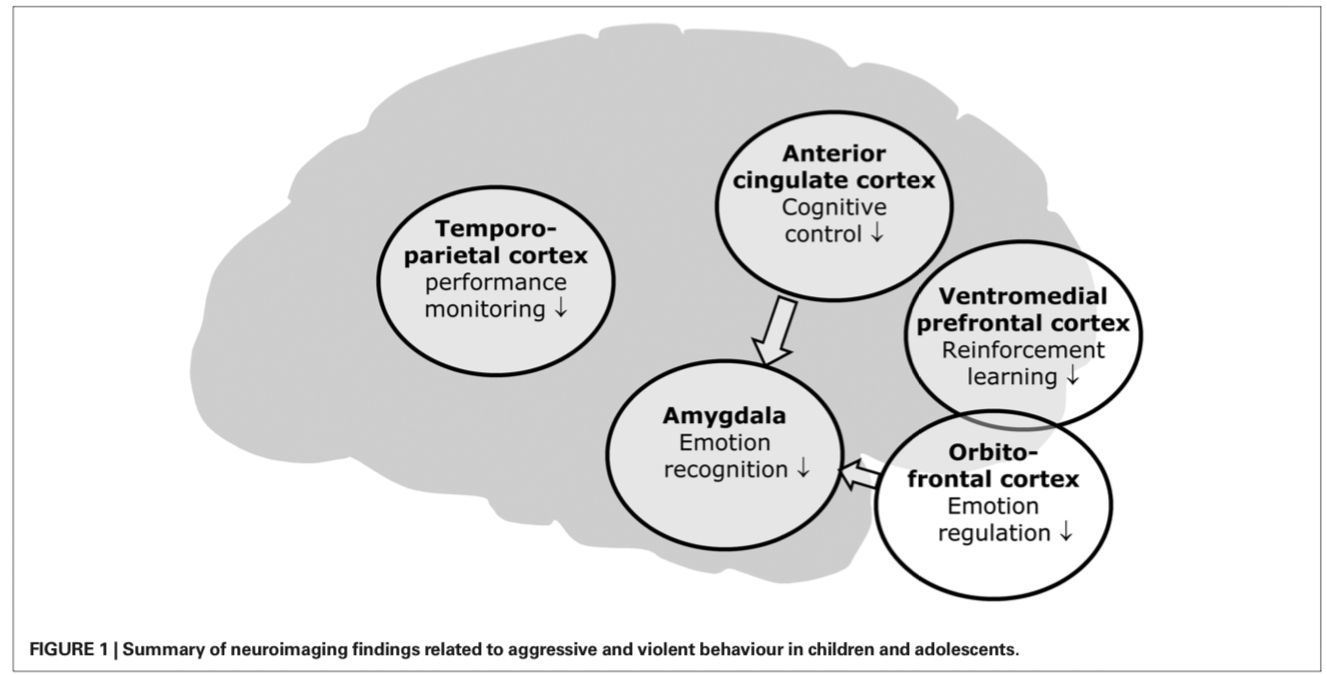 Anterior
cingulate cortex
Cognitive
control ↓
Temporo-
parietal cortex
performance
monitoring ↓
Ventromedial
prefrontal cortex
Reinforcement
learning ↓
Amygdala
Emotion
recognition ↓
Orbito-
frontal cortex
Emotion
regulation ↓
FIGURE 1 | Summary of neuroimaging findings related to aggressive and violent behaviour in children and adolescents.